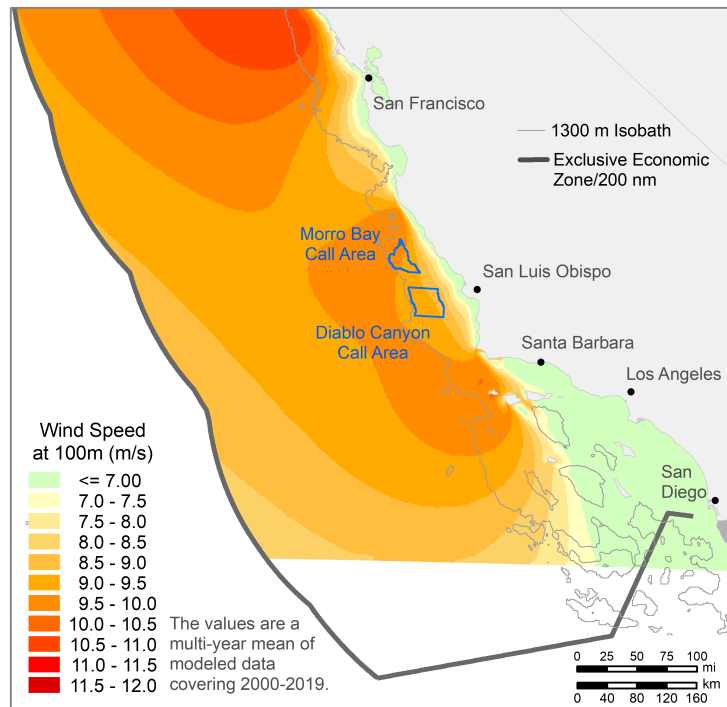 San Francisco
1300 m Isobath
Exclusive Economic
Zone/200 nm
Morro Bay
Call Area
San Luis Obispo
Diablo Canyon
Call Area
Santa Barbara
Los Angeles
San
Diego
Wind Speed
at 100m (m/s)
<= 7.00
7.0 - 7.5
7.5 - 8.0
8.0 - 8.5
8.5 - 9.0
9.0 - 9.5
9.5 - 10.0
10.0 - 10.5
10.5 - 11.0
11.0 - 11.5
11.5 - 12.0
The values are a
multi-year mean of
modeled data
covering 2000-2019.
0 25 50 75 100
mi
km
0 40 80 120 160